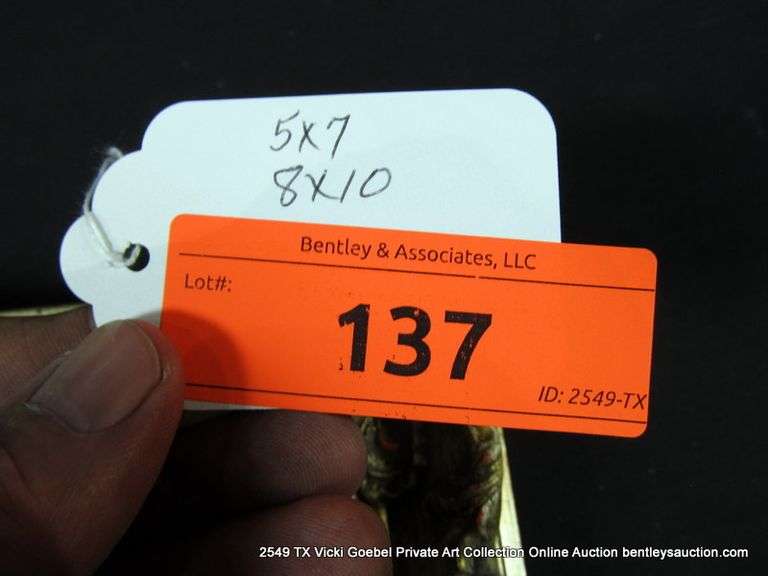 5x7
8x10
Bentley & Associates, LLC
Lot#:
137
ID: 2549-TX
2549 TX Vicki Goebel Private Art Collection Online Auction bentleysauction.com